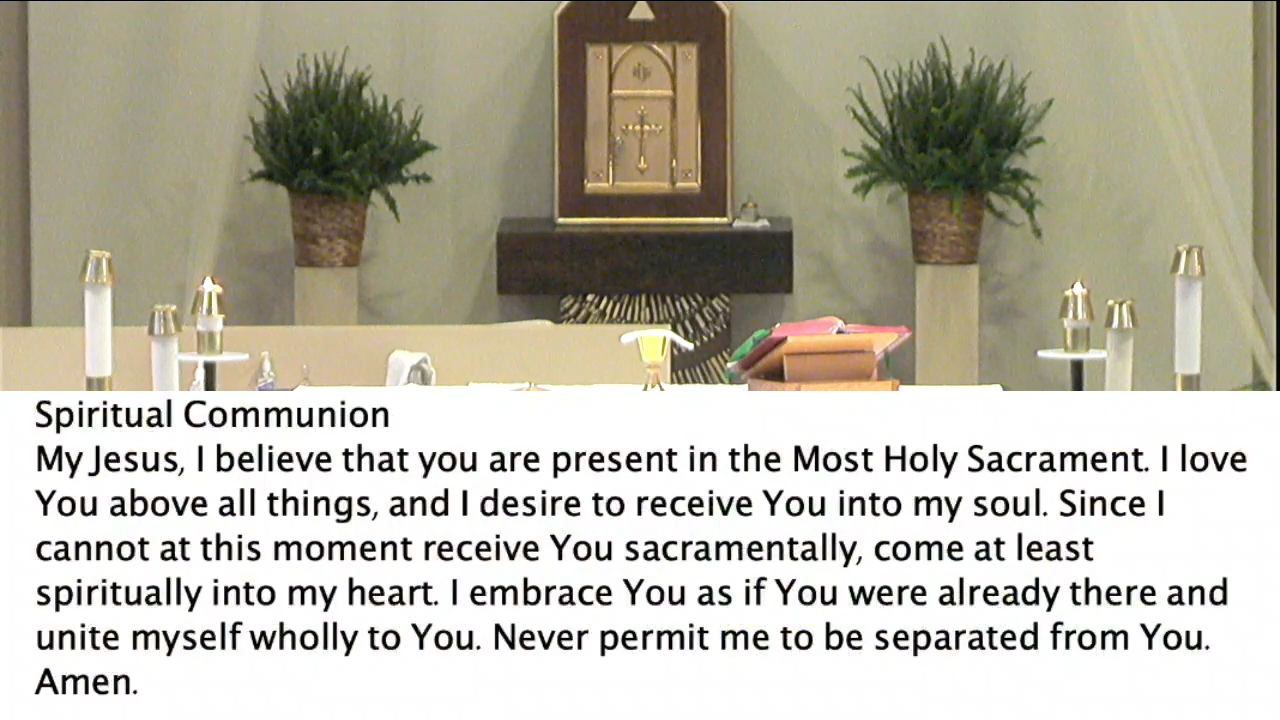 Spiritual Communion
My Jesus, I believe that you are present in the Most Holy Sacrament. I love
You above all things, and I desire to receive You into my soul. Since I
cannot at this moment receive You sacramentally, come at least
spiritually into my heart. I embrace You as if You were already there and
unite myself wholly to You. Never permit me to be separated from You.
Amen.